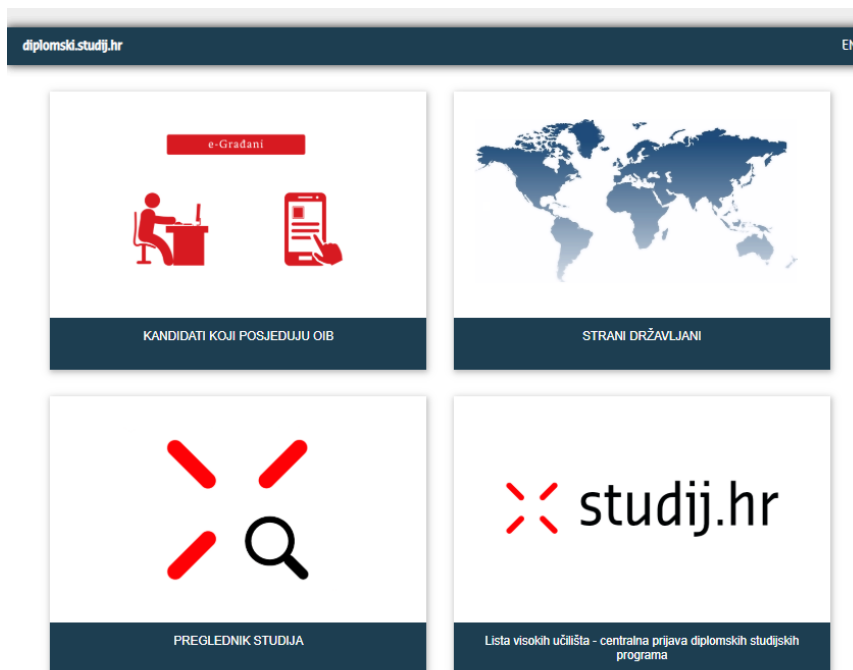 diplomski.studij.hr
EN
e-Građani
KANDIDATI KOJI POSJEDUJU OIB
STRANI DRŽAVLJANI
studij.hr
PREGLEDNIK STUDIJA
Lista visokih učilišta - centralna prijava diplomskih studijskih
programa